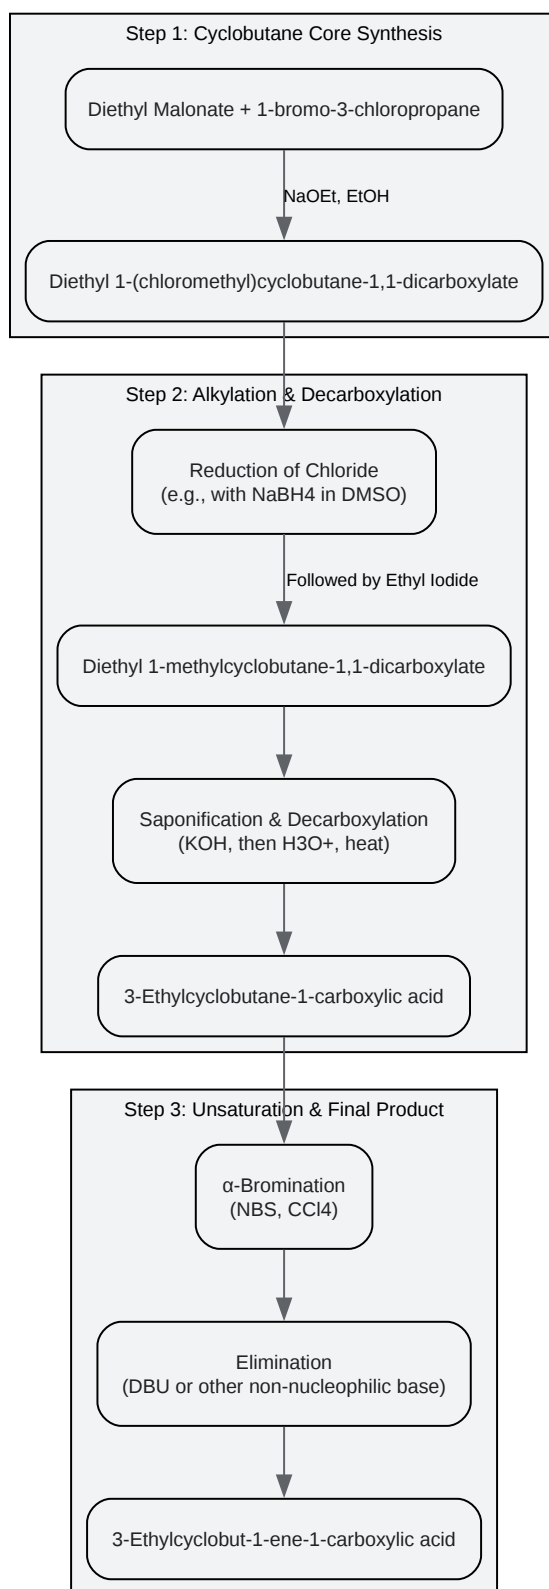 Step 1: Cyclobutane Core Synthesis
Diethyl Malonate + 1-bromo-3-chloropropane
NaOEt, EtOH
Diethyl 1-(chloromethyl)cyclobutane-1,1-dicarboxylate
Step 2: Alkylation & Decarboxylation
Reduction of Chloride
(e.g., with NaBH4 in DMSO)
Followed by Ethyl Iodide
Diethyl 1-methylcyclobutane-1,1-dicarboxylate
Saponification & Decarboxylation
(KOH, then H3O+, heat)
3-Ethylcyclobutane-1-carboxylic acid
Step 3: Unsaturation & Final Product
α-Bromination
(NBS, CCl4)
Elimination
(DBU or other non-nucleophilic base)
3-Ethylcyclobut-1-ene-1-carboxylic acid